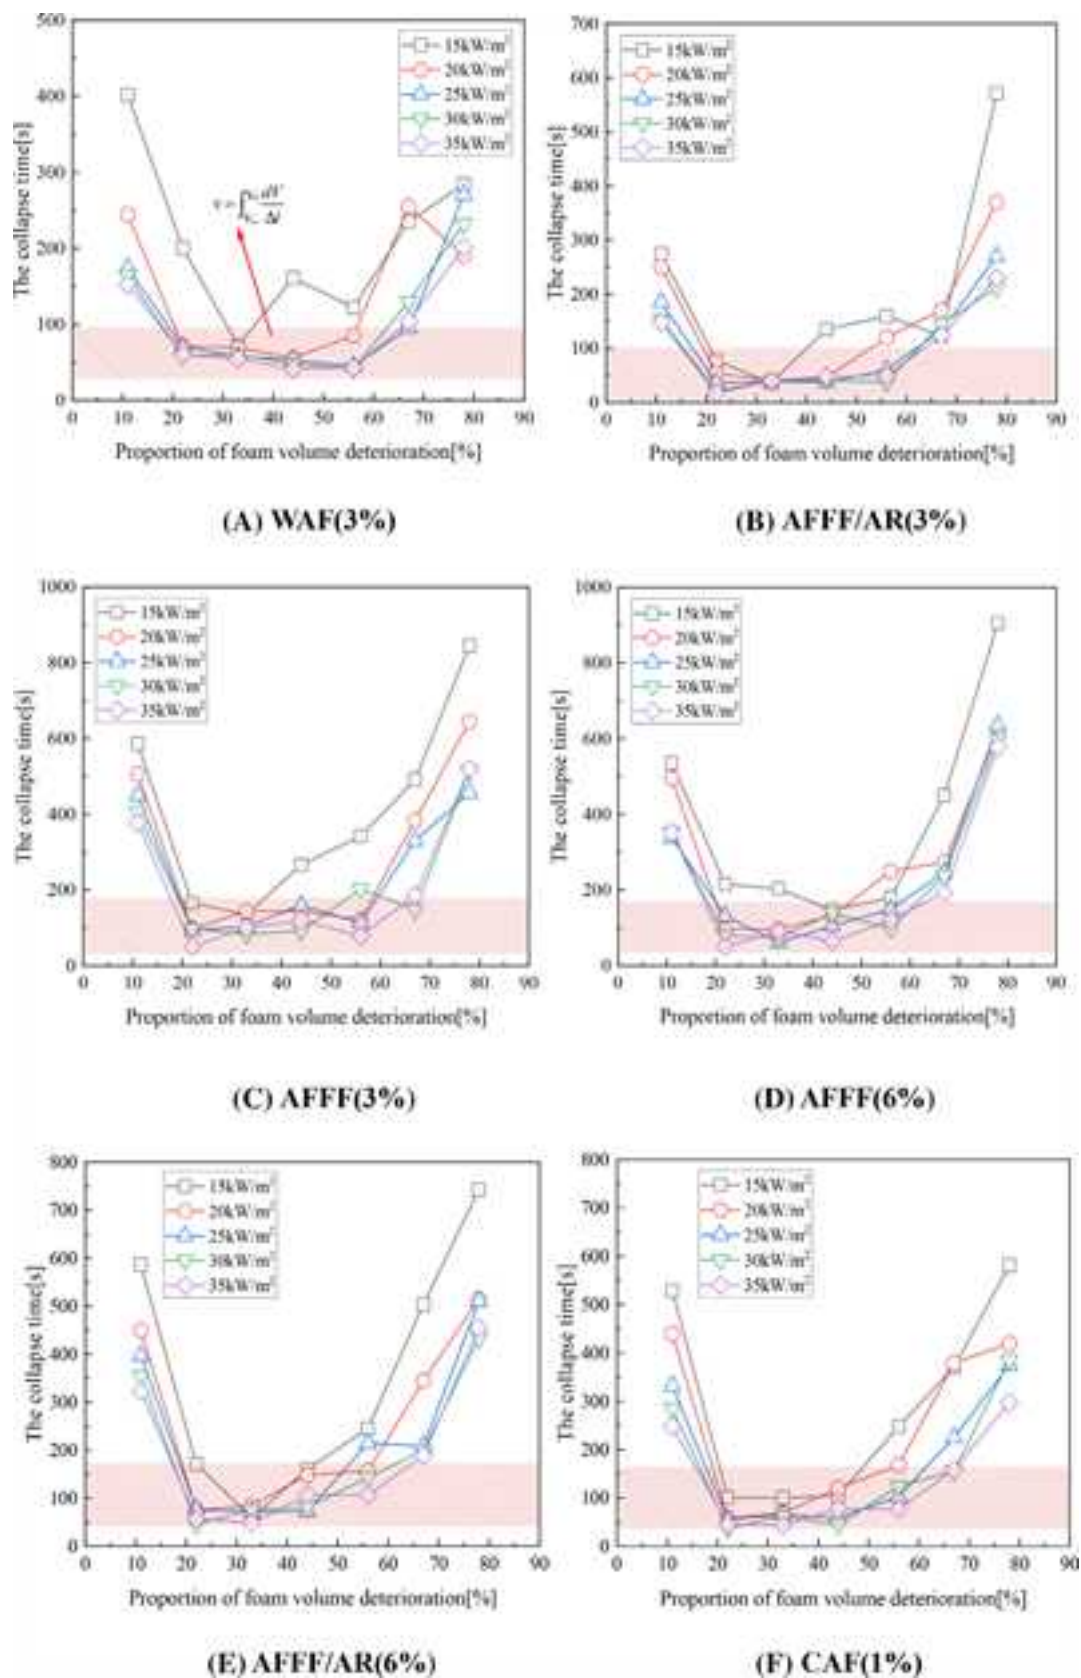 500
400
300
200
100
0
The collapse time[s]
15kW/m²
20kW/m²
25kW/m²
30kW/m²
35kW/m²
0 10 20 30 40 50 60 70 80 90
Proportion of foam volume deterioration[%]
(A) WAF(3%)
700
600
500
400
300
200
100
0
The collapse time[s]
15kW/m²
20kW/m²
25kW/m²
30kW/m²
35kW/m²
0 10 20 30 40 50 60 70 80 90
Proportion of foam volume deterioration[%]
(B) AFFF/AR(3%)
1000
800
600
400
200
0
The collapse time[s]
15kW/m²
20kW/m²
25kW/m²
30kW/m²
35kW/m²
0 10 20 30 40 50 60 70 80 90
Proportion of foam volume deterioration[%]
(C) AFFF(3%)
1000
800
600
400
200
0
The collapse time[s]
15kW/m²
20kW/m²
25kW/m²
30kW/m²
35kW/m²
0 10 20 30 40 50 60 70 80 90
Proportion of foam volume deterioration[%]
(D) AFFF(6%)
800
700
600
500
400
300
200
100
0
The collapse time[s]
15kW/m²
20kW/m²
25kW/m²
30kW/m²
35kW/m²
0 10 20 30 40 50 60 70 80 90
Proportion of foam volume deterioration[%]
(E) AFFF/AR(6%)
800
700
600
500
400
300
200
100
0
The collapse time[s]
15kW/m²
20kW/m²
25kW/m²
30kW/m²
35kW/m²
0 10 20 30 40 50 60 70 80 90
Proportion of foam volume deterioration[%]
(F) CAF(1%)